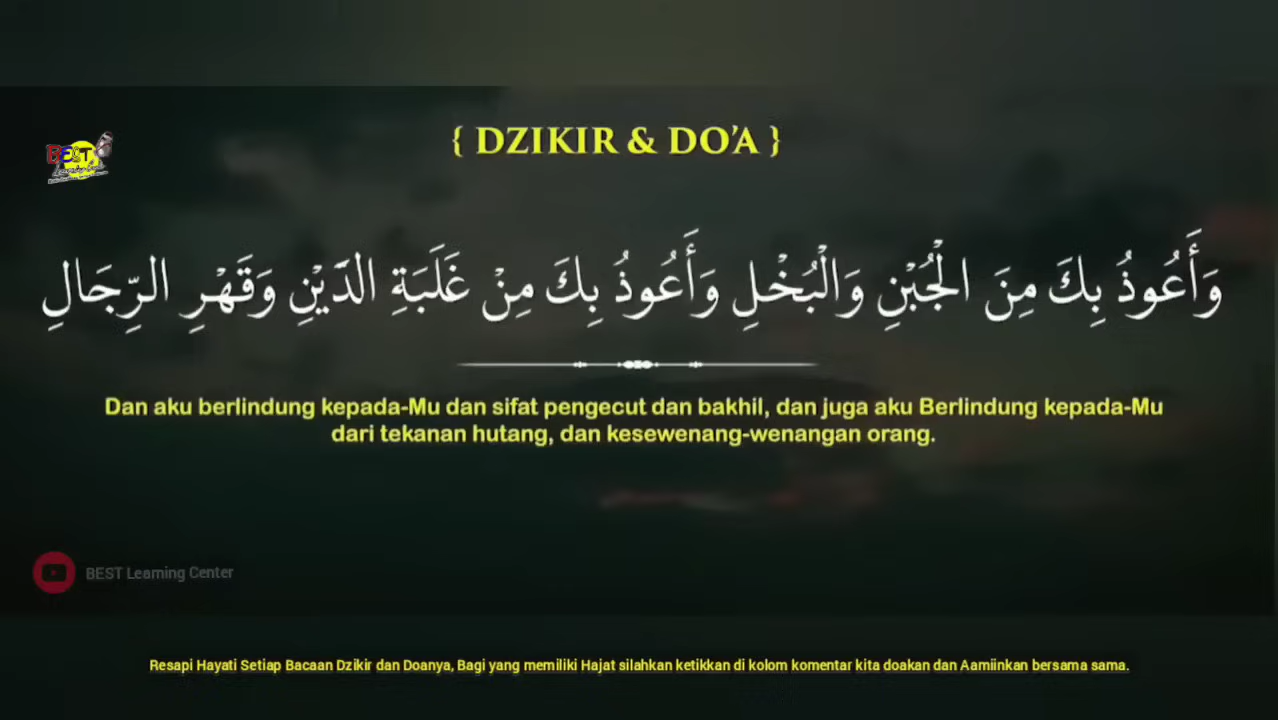 { DZIKIR & DO’A }
BEST
وَأَعُوذُ بِكَ مِنَ الْجُبْنِ وَالْبُخْلِ وَأَعُوذُ بِكَ مِنْ غَلَبَةِ الدَّيْنِ وَقَهْرِ الرِّجَالِ
Dan aku berlindung kepada-Mu dan sifat pengecut dan bakhil, dan juga aku Berlindung kepada-Mu
dari tekanan hutang, dan kesewenang-wenangan orang.
BEST Learning Center
Resapi Hayati Setiap Bacaan Dzikir dan Doanya, Bagi yang memiliki Hajat silahkan ketikkan di kolom komentar kita doakan dan Aamiinkan bersama sama.